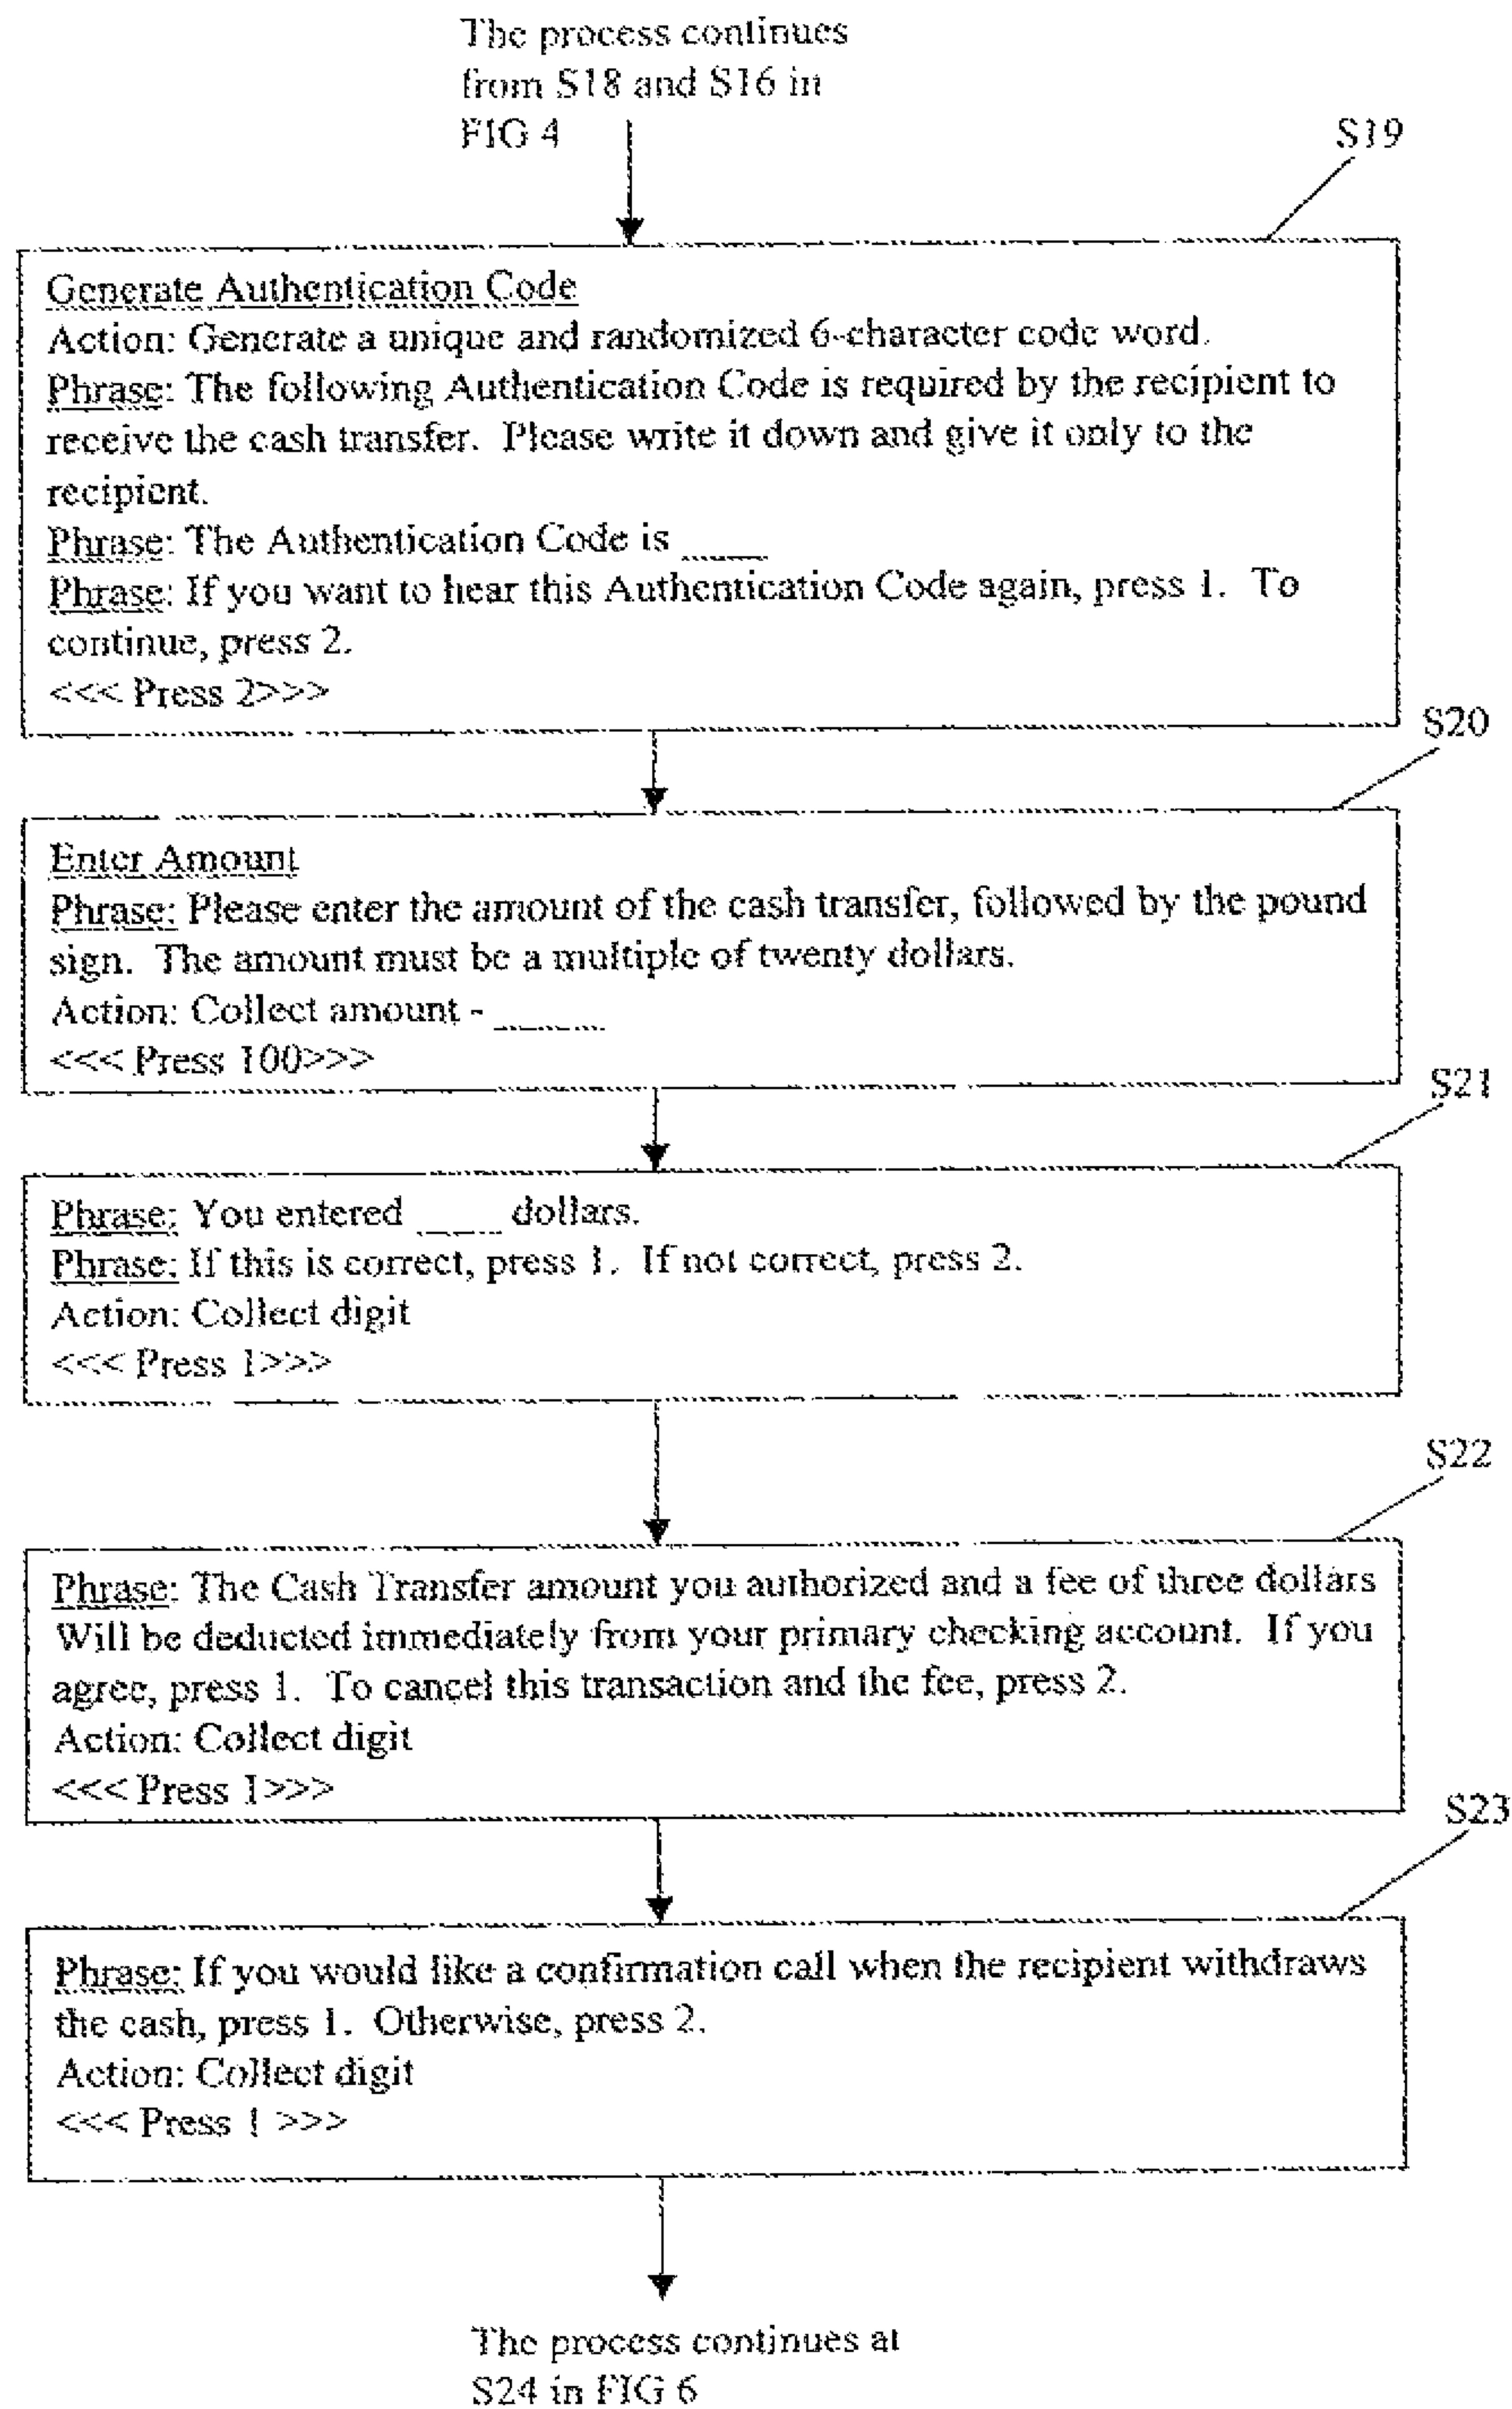 The process continues
from S18 and S16 in
FIG 4
S19
Generate Authentication Code
Action: Generate a unique and randomized 6-character code word.
Phrase: The following Authentication Code is required by the recipient to
receive the cash transfer. Please write it down and give it only to the
recipient.
Phrase: The Authentication Code is ____
Phrase: If you want to hear this Authentication Code again, press 1. To
continue, press 2.
<<< Press 2>>>
S20
Enter Amount
Phrase: Please enter the amount of the cash transfer, followed by the pound
sign. The amount must be a multiple of twenty dollars.
Action: Collect amount - _____
<<< Press 100>>>
S21
Phrase: You entered ____ dollars.
Phrase: If this is correct, press 1. If not correct, press 2.
Action: Collect digit
<<< Press 1>>>
S22
Phrase: The Cash Transfer amount you authorized and a fee of three dollars
Will be deducted immediately from your primary checking account. If you
agree, press 1. To cancel this transaction and the fee, press 2.
Action: Collect digit
<<< Press 1>>>
S23
Phrase: If you would like a confirmation call when the recipient withdraws
the cash, press 1. Otherwise, press 2.
Action: Collect digit
<<< Press 1 >>>
The process continues at
S24 in FIG 6